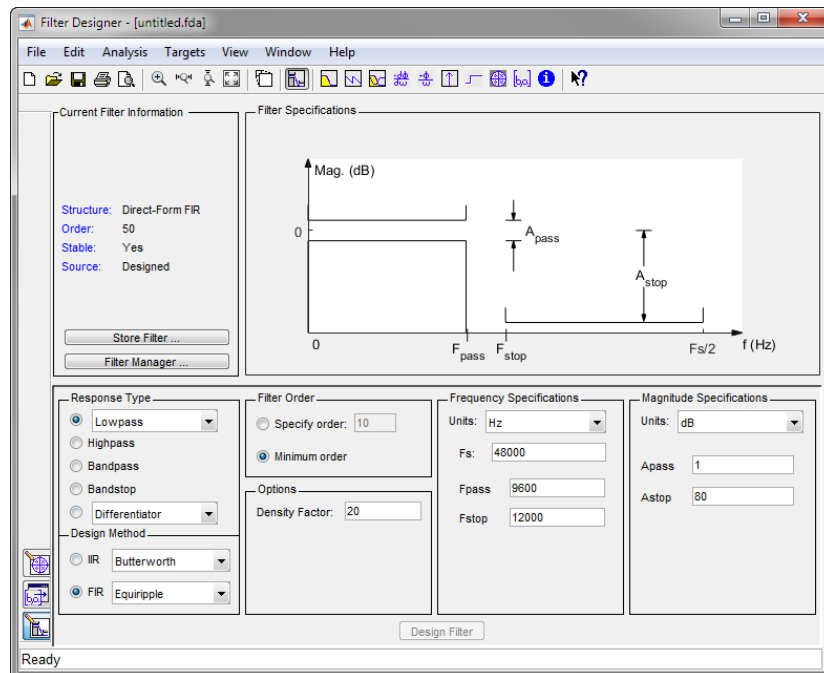 Filter Designer - [untitled.fda]
File Edit Analysis Targets View Window Help
Current Filter Information
Structure: Direct-Form FIR
Order: 50
Stable: Yes
Source: Designed
Store Filter ...
Filter Manager ...
Filter Specifications
Mag. (dB)
0
A pass
A stop
0
F pass
F stop
Fs/2
f (Hz)
Response Type
Lowpass
Highpass
Bandpass
Bandstop
Differentiator
Design Method
IIR Butterworth
FIR Equiripple
Filter Order
Specify order: 10
Minimum order
Options
Density Factor: 20
Frequency Specifications
Units: Hz
Fs: 48000
Fpass 9600
Fstop 12000
Magnitude Specifications
Units: dB
Apass 1
Astop 80
Design Filter
Ready